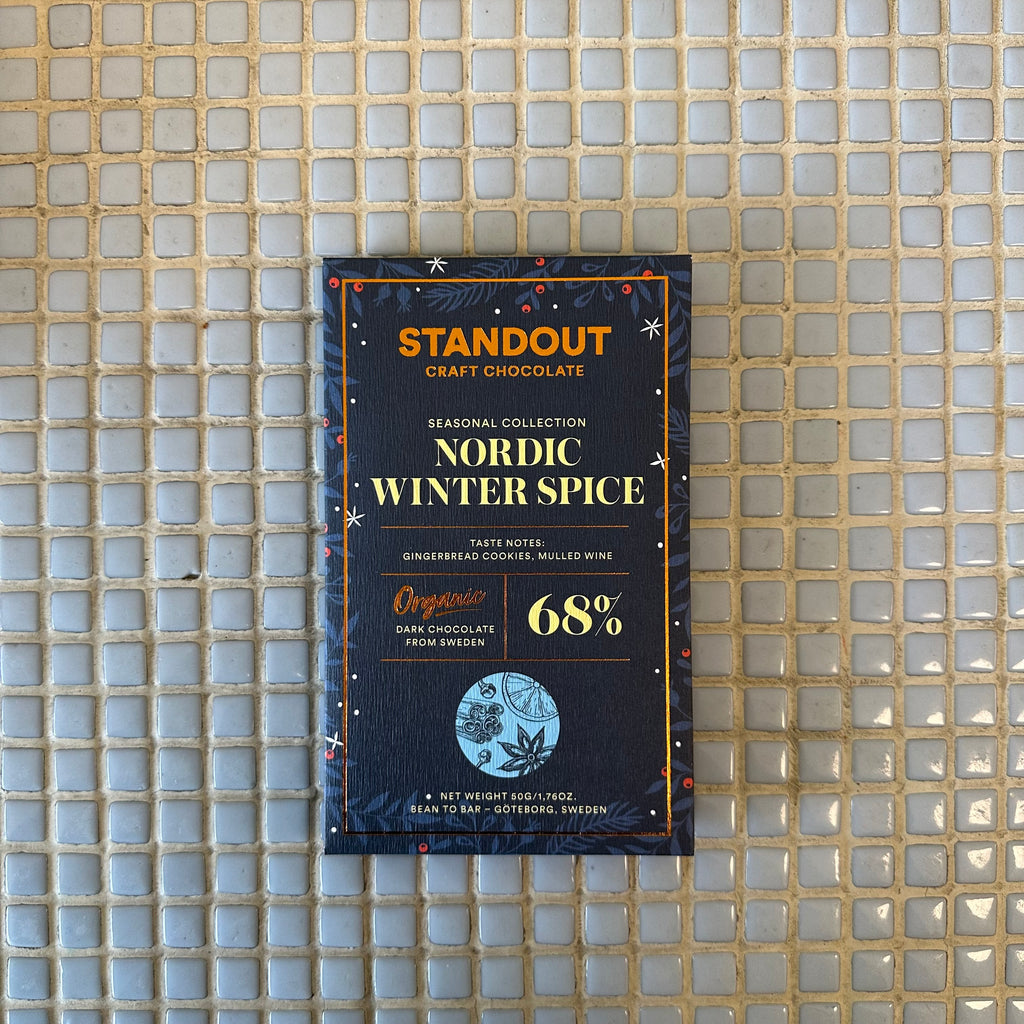 STANDOUT
CRAFT CHOCOLATE
SEASONAL COLLECTION
NORDIC
WINTER SPICE
TASTE NOTES:
GINGERBREAD COOKIES, MULLED WINE
Organic
DARK CHOCOLATE
FROM SWEDEN
68%
NET WEIGHT 50G/1,76OZ.
BEAN TO BAR – GÖTEBORG, SWEDEN